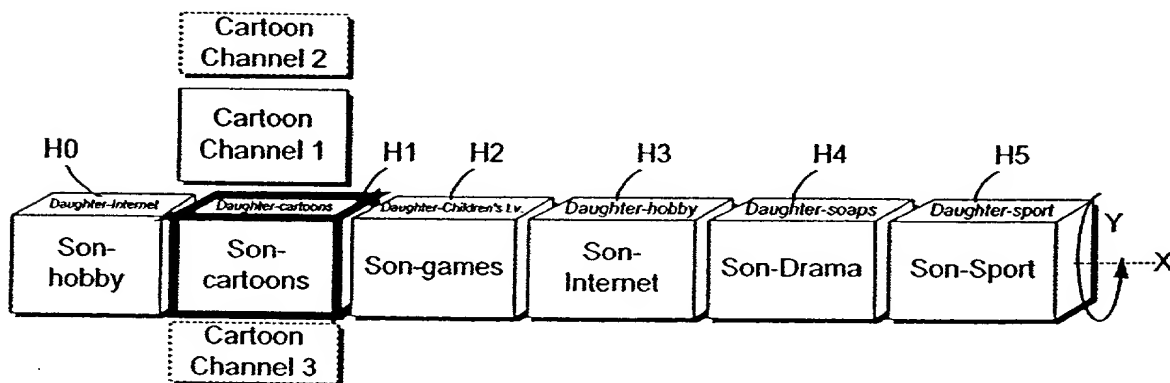 Cartoon
Channel 2
Cartoon
Channel 1
H0
H1
H2
H3
H4
H5
Daughter-Internet
Daughter-cartoons
Daughter-Children's t.v.
Daughter-hobby
Daughter-soaps
Daughter-sport
Y
Son-
hobby
Son-
cartoons
Son-games
Son-
Internet
Son-Drama
Son-Sport
X
Cartoon
Channel 3